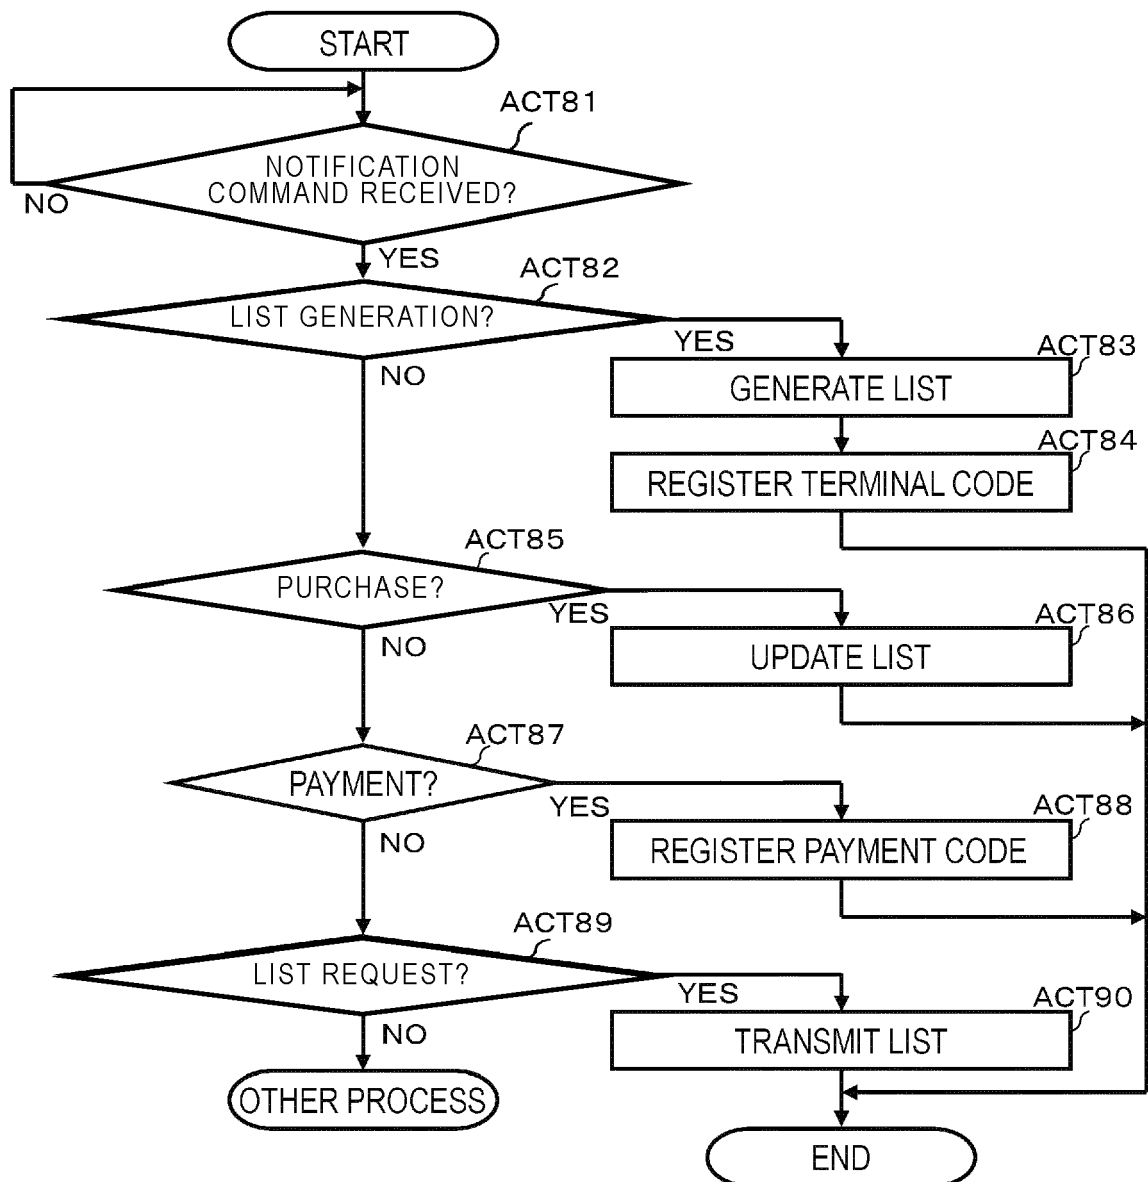 START
ACT81
NOTIFICATION
COMMAND RECEIVED?
NO
YES
ACT82
LIST GENERATION?
YES
NO
ACT83
GENERATE LIST
ACT84
REGISTER TERMINAL CODE
ACT85
PURCHASE?
YES
NO
ACT86
UPDATE LIST
ACT87
PAYMENT?
YES
NO
ACT88
REGISTER PAYMENT CODE
ACT89
LIST REQUEST?
YES
NO
ACT90
TRANSMIT LIST
OTHER PROCESS
END